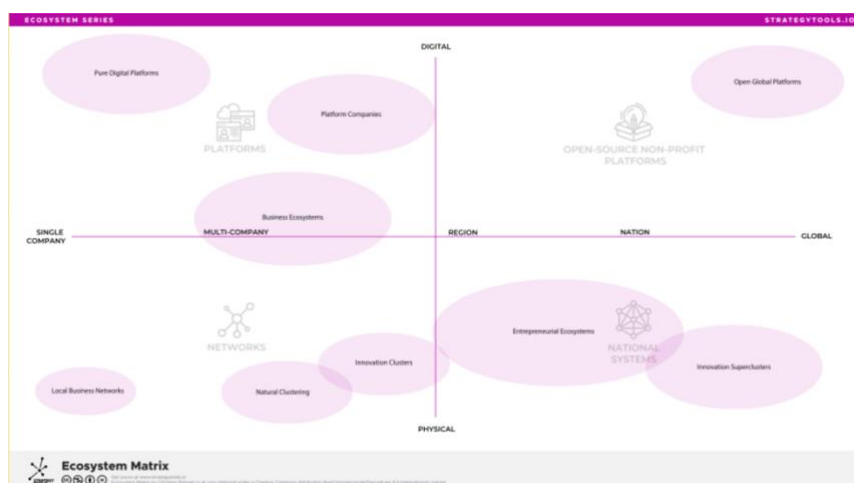 ECOSYSTEM SERIES
STRATEGYTOOLS.IO
DIGITAL
Pure Digital Platforms
Open Global Platforms
Platform Companies
PLATFORMS
OPEN-SOURCE NON-PROFIT
PLATFORMS
Business Ecosystems
SINGLE
COMPANY
MULTI-COMPANY
REGION
NATION
GLOBAL
Entrepreneurial Ecosystems
NETWORKS
NATIONAL
SYSTEMS
Innovation Clusters
Innovation Superclusters
Local Business Networks
Natural Clustering
PHYSICAL
Ecosystem Matrix